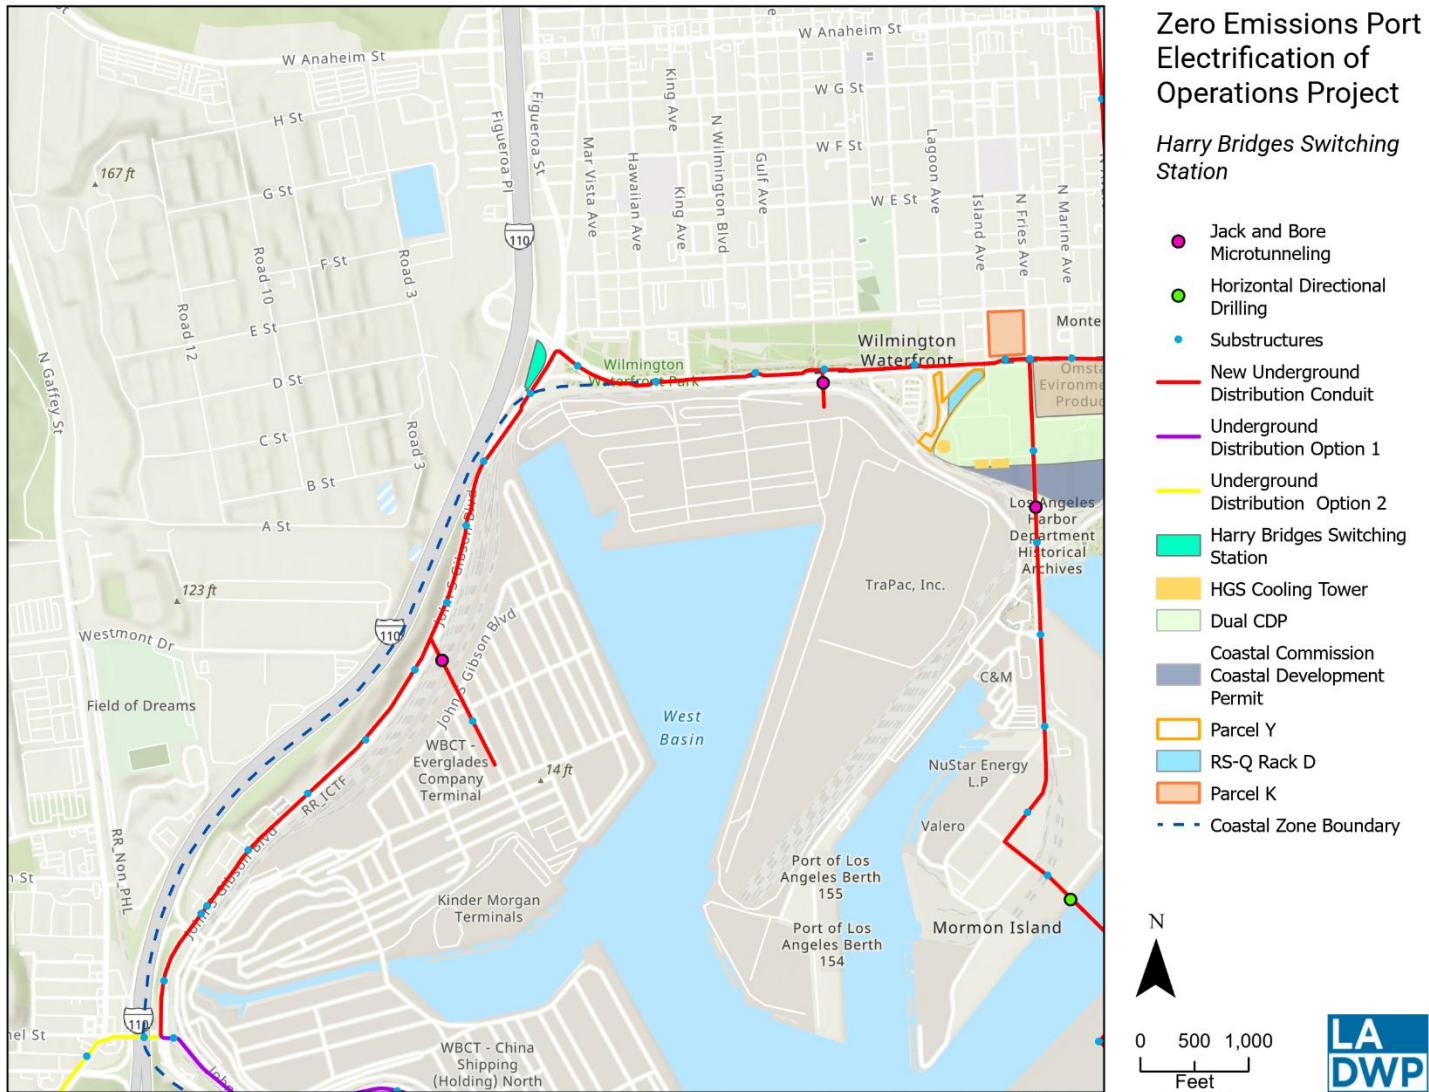 W Anaheim St
W Anaheim St
Figueroa Pl
Figueroa St
King Ave
W G St
H St
Mar Vista Ave
Hawaiian Ave
King Ave
N Wilmington Blvd
Gulf Ave
W F St
Lagoon Ave
167 ft
G St
W E St
Island Ave
N Fries Ave
N Marine Ave
110
Road 12
Road 10
Road 3
F St
E St
N Gaffey St
Monte
Wilmington
Waterfront
Wilmington
Waterfront Park
Omsta
Evironme
Produc
D St
C St
Road 3
B St
A St
John S Gibson Blvd
Los Angeles
Harbor
Department
Historical
Archives
TraPac, Inc.
123 ft
Westmont Dr
110
John S Gibson Blvd
C&M
Field of Dreams
West
Basin
WBCT -
Everglades
Company
Terminal
14 ft
NuStar Energy
L.P
RR_ICTF
Valero
RR_Non_PHL
John S Gibson Blvd
Port of Los
Angeles Berth
155
Kinder Morgan
Terminals
Port of Los
Angeles Berth
154
Mormon Island
110
WBCT - China
Shipping
(Holding) North
Zero Emissions Port
Electrification of
Operations Project
Harry Bridges Switching
Station
Jack and Bore
Microtunneling
Horizontal Directional
Drilling
Substructures
New Underground
Distribution Conduit
Underground
Distribution Option 1
Underground
Distribution Option 2
Harry Bridges Switching
Station
HGS Cooling Tower
Dual CDP
Coastal Commission
Coastal Development
Permit
Parcel Y
RS-Q Rack D
Parcel K
Coastal Zone Boundary
N
0 500 1,000
Feet
LA
DWP